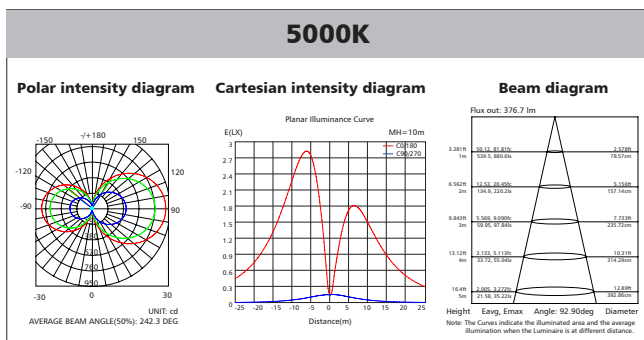 5000K
Polar intensity diagram
-/+180
-150
150
-120
120
-90
90
380
570
760
950
-30
0
30
UNIT: cd
AVERAGE BEAM ANGLE(50%): 242.3 DEG
Cartesian intensity diagram
Planar Illuminance Curve
E(LX)
MH=10m
C0/180
C90/270
3
2.7
2.4
2.1
1.8
1.5
1.2
0.9
0.6
0.3
0
-25 -20 -15 -10 -5 0 5 10 15 20 25
Distance(m)
Beam diagram
Flux out: 376.7 lm
3.281ft 50.12, 81.81fc 2.578ft
1m 539.5, 880.6lx 78.57cm
6.562ft 12.53, 20.45fc 5.156ft
2m 134.9, 220.2lx 157.14cm
9.843ft 5.569, 9.090fc 7.733ft
3m 59.95, 97.84lx 235.72cm
13.12ft 3.133, 5.113fc 10.31ft
4m 33.72, 55.04lx 314.29cm
16.4ft 2.005, 3.272fc 12.89ft
5m 21.58, 35.22lx 392.86cm
Height Eavg, Emax Angle: 92.90deg Diameter
Note: The Curves indicate the illuminated area and the average
illumination when the Luminaire is at different distance.